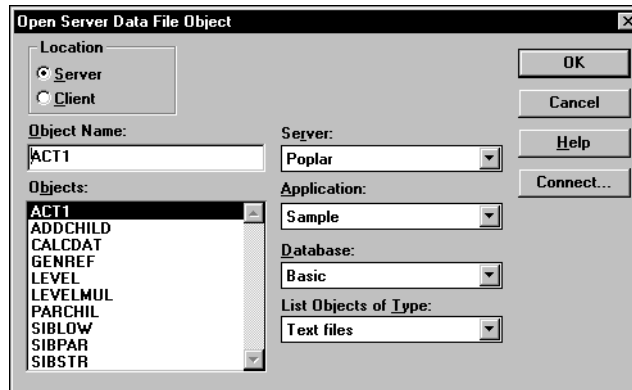 Open Server Data File Object
Location
Server
Client
Object Name:
ACT1
Objects:
ACT1
ADDCHILD
CALCDAT
GENREF
LEVEL
LEVELMUL
PARCHIL
SIBLOW
SIBPAR
SIBSTR
Server:
Poplar
Application:
Sample
Database:
Basic
List Objects of Type:
Text files
OK
Cancel
Help
Connect...